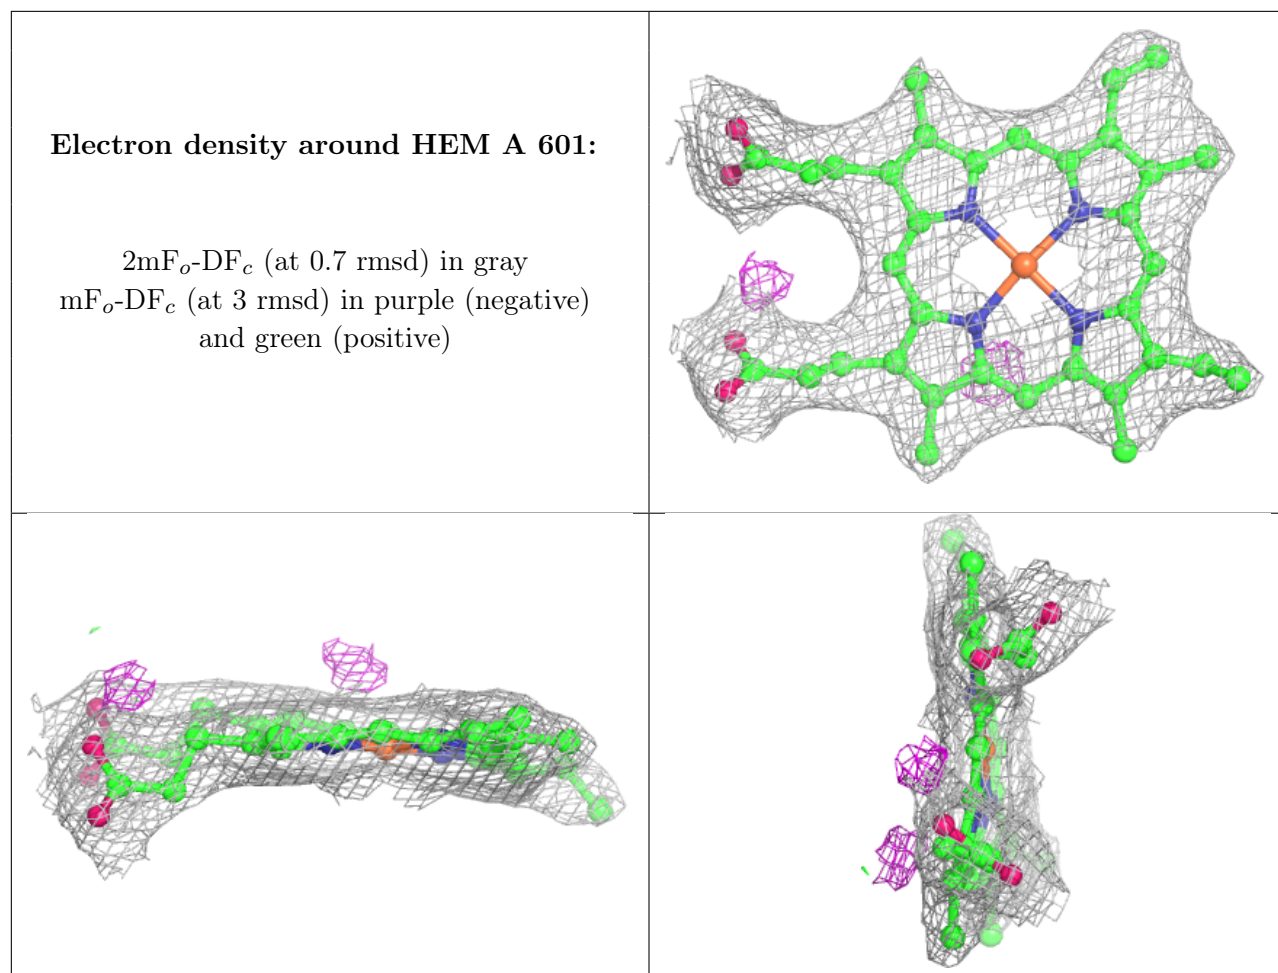 Electron density around HEM A 601:
2mFₒ-DF𝒸 (at 0.7 rmsd) in gray
mFₒ-DF𝒸 (at 3 rmsd) in purple (negative)
and green (positive)